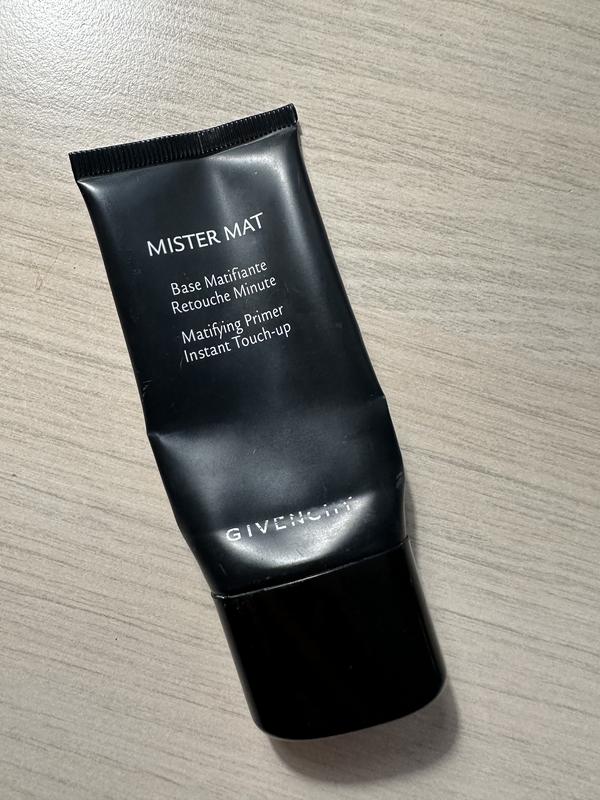 MISTER MAT
Base Matifiante
Retouche Minute
Matifying Primer
Instant Touch-up
GIVENCHY